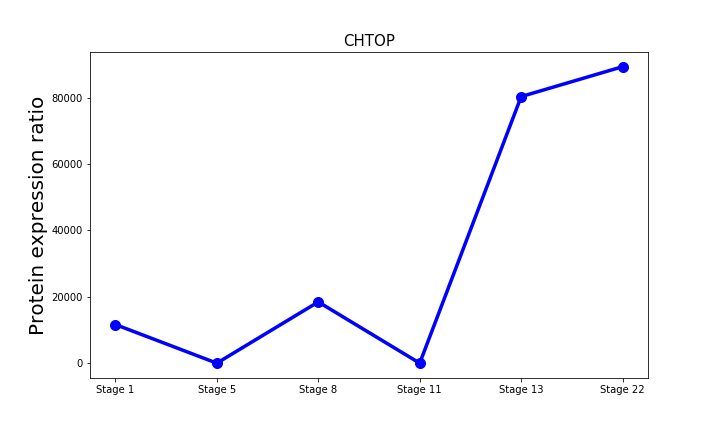 CHTOP
Protein expression ratio
80000
60000
40000
20000
0
Stage 1 Stage 5 Stage 8 Stage 11 Stage 13 Stage 22